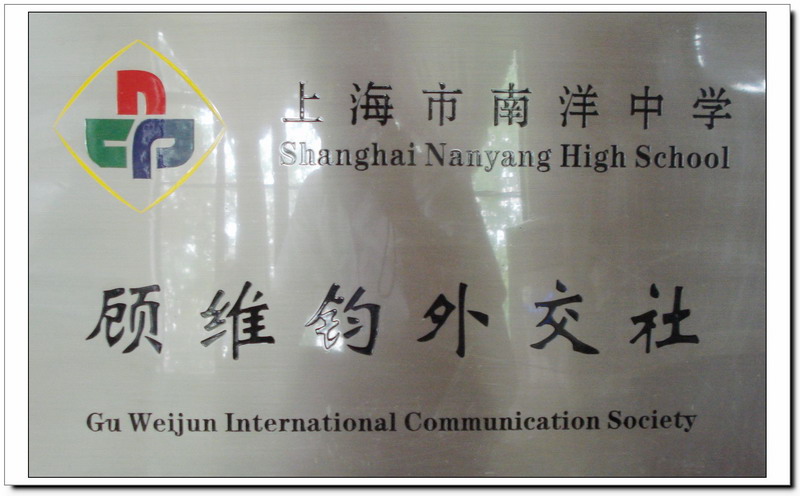 上海市南洋中学
Shanghai Nanyang High School
顾维钧外交社
Gu Weijun International Communication Society